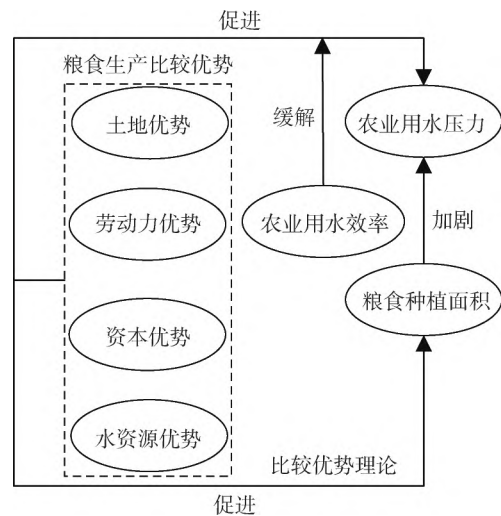 促进
粮食生产比较优势
土地优势
缓解
农业用水压力
劳动力优势
农业用水效率
加剧
资本优势
粮食种植面积
水资源优势
比较优势理论
促进